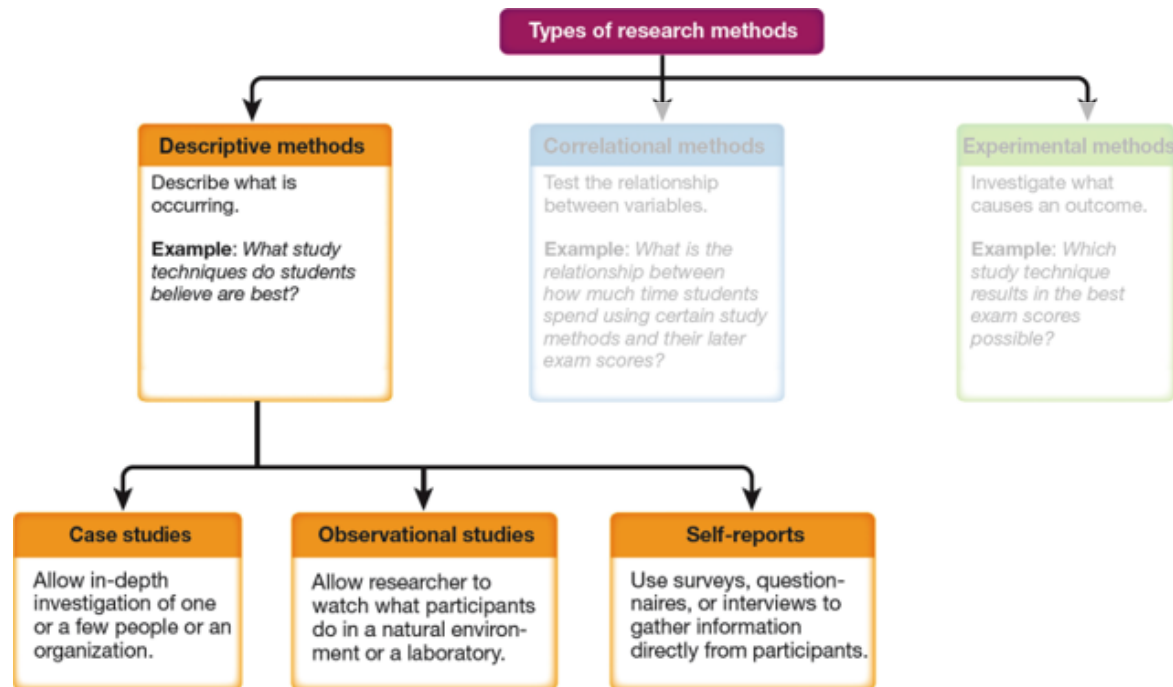 Types of research methods
Descriptive methods
Describe what is
occurring.
Example: What study
techniques do students
believe are best?
Correlational methods
Test the relationship
between variables.
Example: What is the
relationship between
how much time students
spend using certain study
methods and their later
exam scores?
Experimental methods
Investigate what
causes an outcome.
Example: Which
study technique
results in the best
exam scores
possible?
Case studies
Allow in-depth
investigation of one
or a few people or an
organization.
Observational studies
Allow researcher to
watch what participants
do in a natural environ-
ment or a laboratory.
Self-reports
Use surveys, question-
naires, or interviews to
gather information
directly from participants.